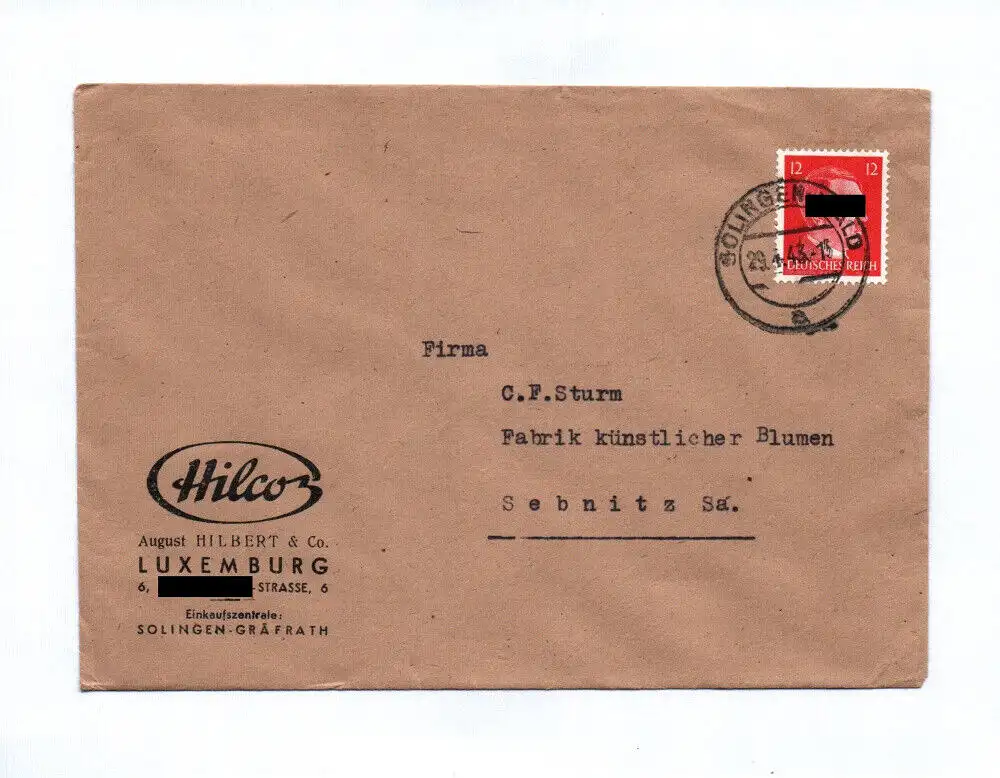 12 12
DEUTSCHES REICH
SOLINGEN
29.4.43.-
a
Firma
C.F.Sturm
Fabrik künstlicher Blumen
Sebnitz Sa.
Hilco
August HILBERT & Co.
LUXEMBURG
6, -STRASSE, 6
Einkaufszentrale:
SOLINGEN-GRÄFRATH